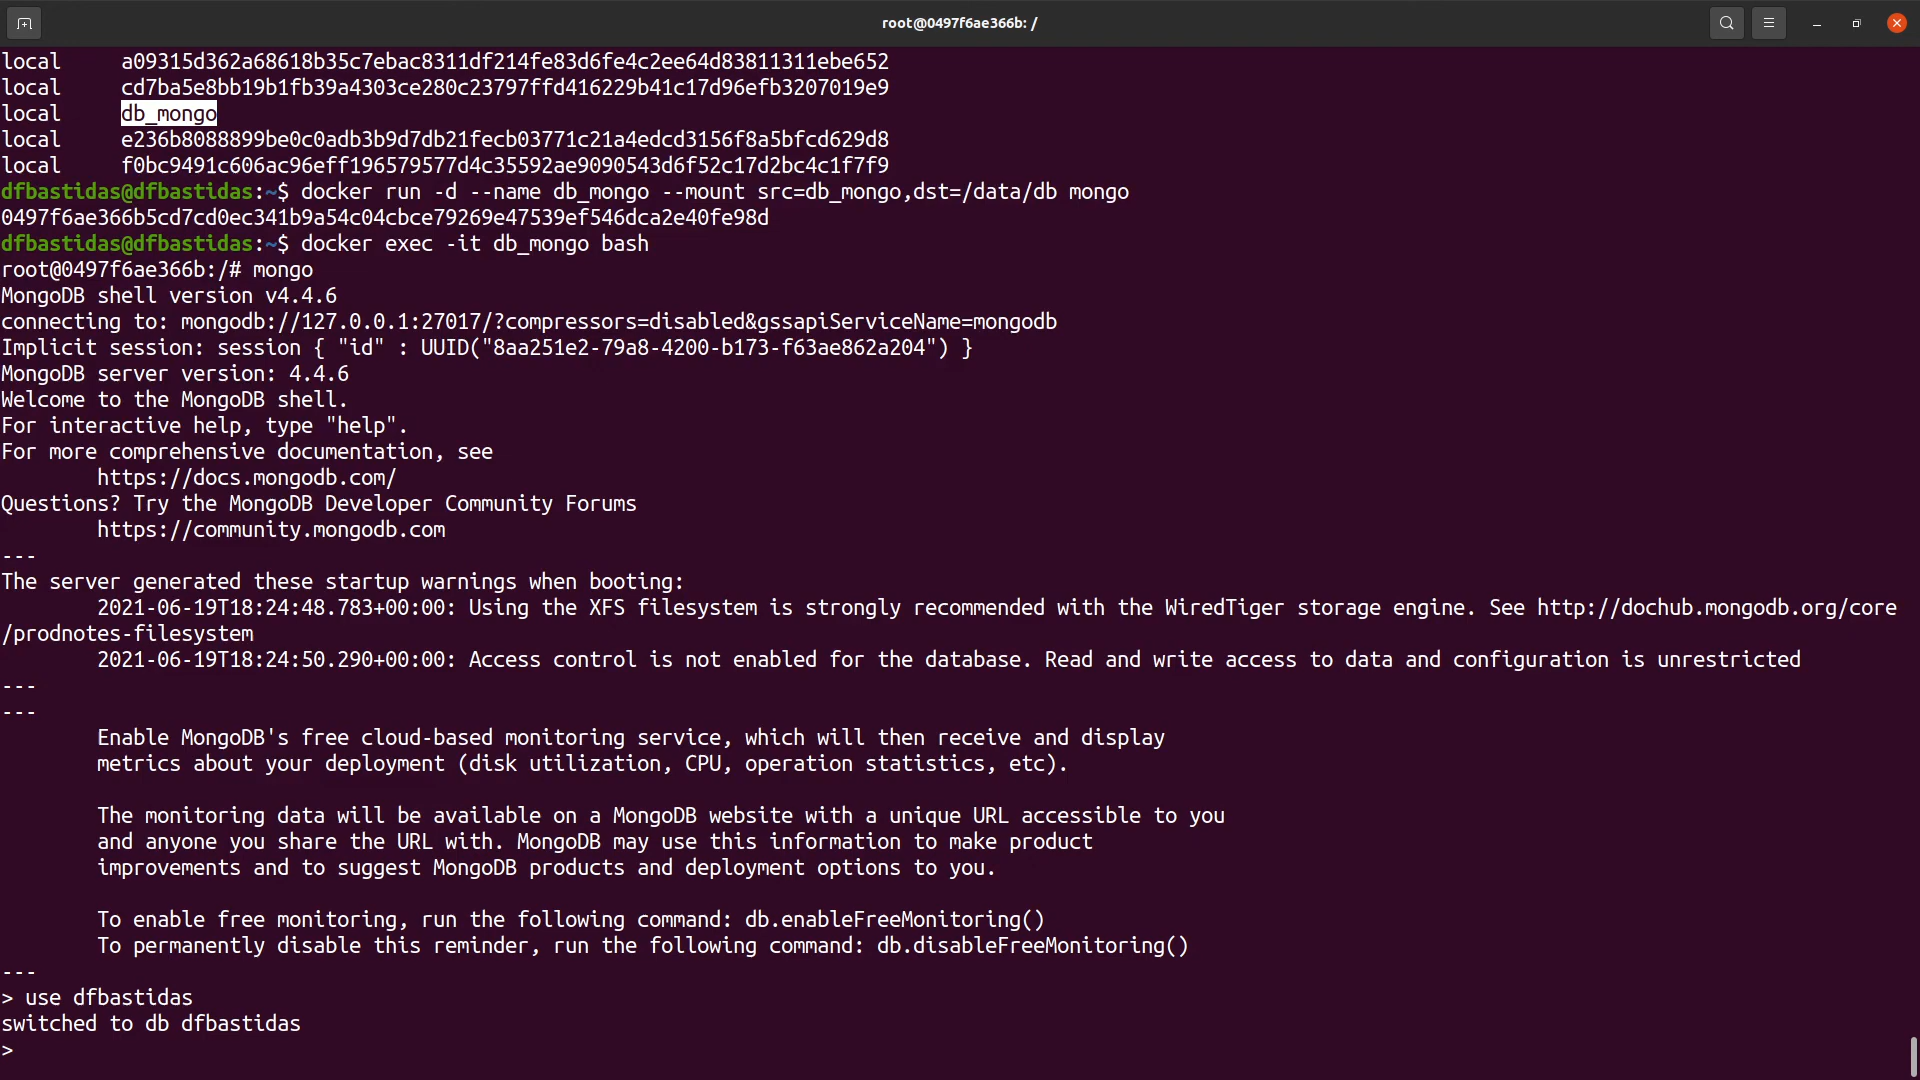 root@0497f6ae366b: /
local     a09315d362a68618b35c7ebac8311df214fe83d6fe4c2ee64d83811311ebe652
local     cd7ba5e8bb19b1fb39a4303ce280c23797ffd416229b41c17d96efb3207019e9
local     db_mongo
local     e236b8088899be0c0adb3b9d7db21fecb03771c21a4edcd3156f8a5bfcd629d8
local     f0bc9491c606ac96eff196579577d4c35592ae9090543d6f52c17d2bc4c1f7f9
dfbastidas@dfbastidas:~$ docker run -d --name db_mongo --mount src=db_mongo,dst=/data/db mongo
0497f6ae366b5cd7cd0ec341b9a54c04cbce79269e47539ef546dca2e40fe98d
dfbastidas@dfbastidas:~$ docker exec -it db_mongo bash
root@0497f6ae366b:/# mongo
MongoDB shell version v4.4.6
connecting to: mongodb://127.0.0.1:27017/?compressors=disabled&gssapiServiceName=mongodb
Implicit session: session { "id" : UUID("8aa251e2-79a8-4200-b173-f63ae862a204") }
MongoDB server version: 4.4.6
Welcome to the MongoDB shell.
For interactive help, type "help".
For more comprehensive documentation, see
        https://docs.mongodb.com/
Questions? Try the MongoDB Developer Community Forums
        https://community.mongodb.com
---
The server generated these startup warnings when booting:
        2021-06-19T18:24:48.783+00:00: Using the XFS filesystem is strongly recommended with the WiredTiger storage engine. See http://dochub.mongodb.org/core
/prodnotes-filesystem
        2021-06-19T18:24:50.290+00:00: Access control is not enabled for the database. Read and write access to data and configuration is unrestricted
---
---
        Enable MongoDB's free cloud-based monitoring service, which will then receive and display
        metrics about your deployment (disk utilization, CPU, operation statistics, etc).

        The monitoring data will be available on a MongoDB website with a unique URL accessible to you
        and anyone you share the URL with. MongoDB may use this information to make product
        improvements and to suggest MongoDB products and deployment options to you.

        To enable free monitoring, run the following command: db.enableFreeMonitoring()
        To permanently disable this reminder, run the following command: db.disableFreeMonitoring()
---
> use dfbastidas
switched to db dfbastidas
>